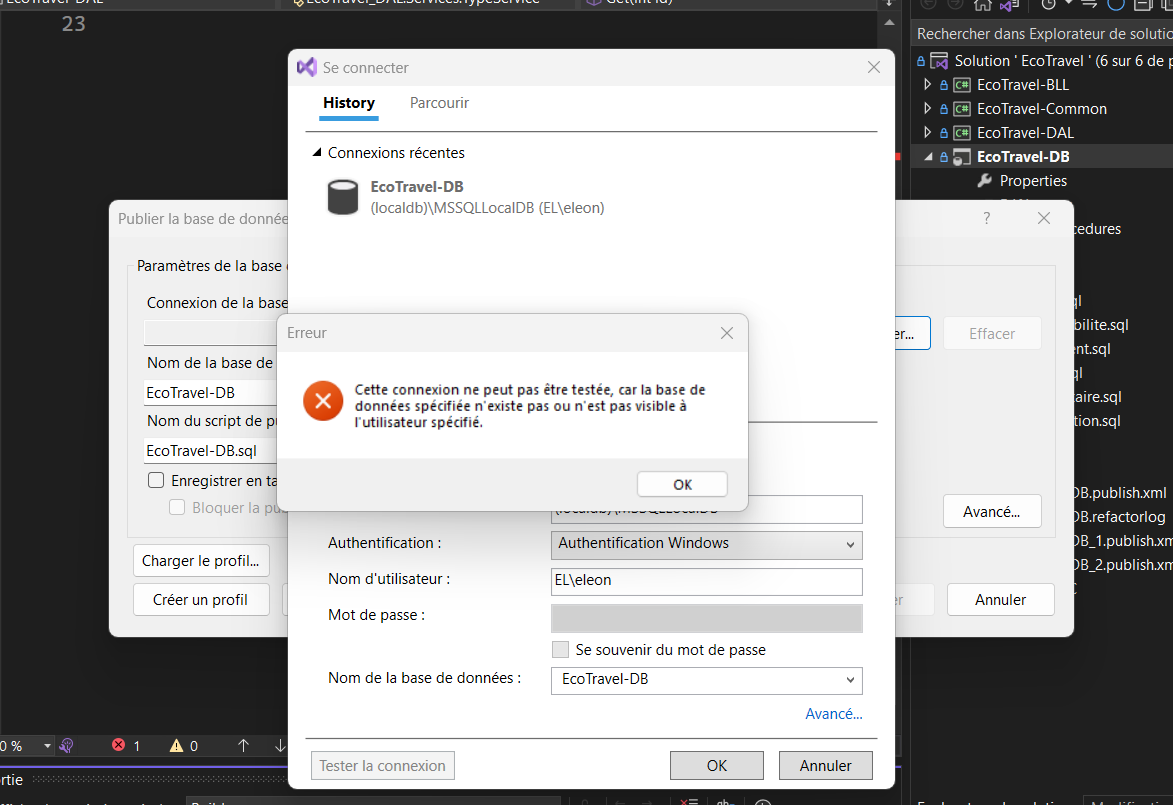 23
Rechercher dans Explorateur de solutio
Solution ' EcoTravel ' (6 sur 6 de p
EcoTravel-BLL
EcoTravel-Common
EcoTravel-DAL
EcoTravel-DB
Properties
cedures
ql
bilite.sql
ent.sql
ql
taire.sql
tion.sql
DB.publish.xml
DB.refactorlog
DB_1.publish.xm
DB_2.publish.xm
Se connecter
History
Parcourir
Connexions récentes
EcoTravel-DB
(localdb)\MSSQLLocalDB (EL\eleon)
Publier la base de donnée
?
Paramètres de la base
Connexion de la base
er...
Effacer
Nom de la base de
EcoTravel-DB
Nom du script de pu
EcoTravel-DB.sql
Enregistrer en ta
Bloquer la pu
Avancé...
Charger le profil...
Créer un profil
er
Annuler
Erreur
Cette connexion ne peut pas être testée, car la base de
données spécifiée n'existe pas ou n'est pas visible à
l'utilisateur spécifié.
OK
(localdb)\MSSQLLocalDB
Authentification :
Authentification Windows
Nom d'utilisateur :
EL\eleon
Mot de passe :
Se souvenir du mot de passe
Nom de la base de données :
EcoTravel-DB
Avancé...
Tester la connexion
OK
Annuler
0 %
1
0
rtie